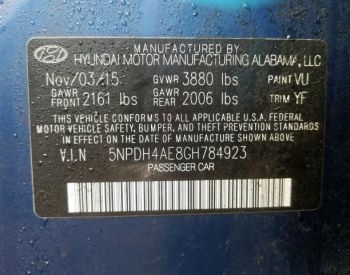 MANUFACTURED BY
HYUNDAI MOTOR MANUFACTURING ALABAMA, LLC
Nov/03/15 GVWR 3880 lbs PAINT VU
GAWR FRONT 2161 lbs GAWR REAR 2006 lbs TRIM YF
THIS VEHICLE CONFORMS TO ALL APPLICABLE U.S.A FEDERAL
MOTOR VEHICLE SAFETY, BUMPER, AND THEFT PREVENTION
STANDARDS IN EFFECT ON THE DATE OF MANUFACTURE SHOWN ABOVE.
V.I.N 5NPDH4AE8GH784923
PASSENGER CAR